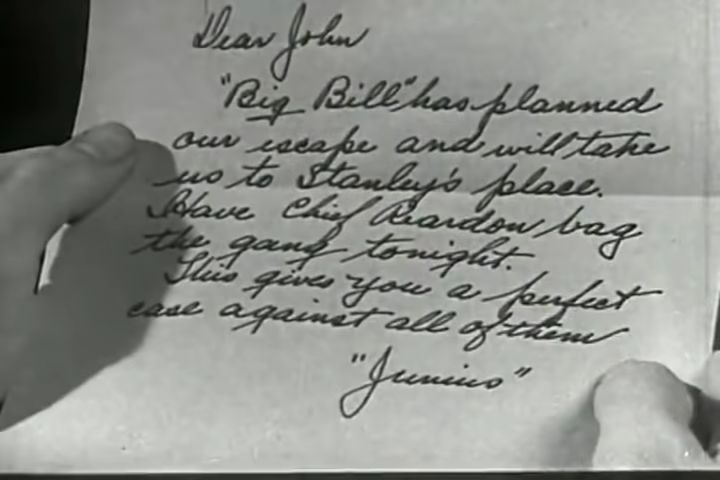 Dear John
"Big Bill" has planned
our escape and will take
us to Stanley's place.
Have Chief Reardon bag
the gang tonight.
This gives you a perfect
case against all of them
"Junius"